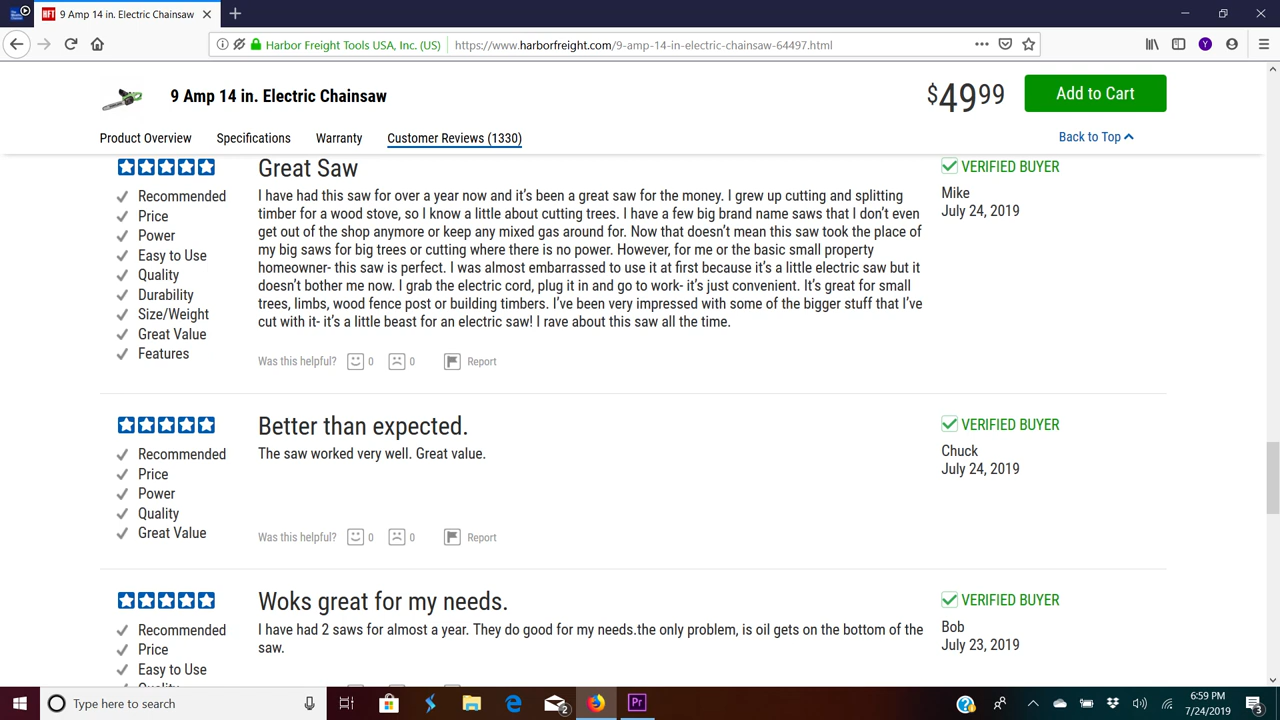 HFT 9 Amp 14 in. Electric Chainsaw
Harbor Freight Tools USA, Inc. (US) https://www.harborfreight.com/9-amp-14-in-electric-chainsaw-64497.html
Y
9 Amp 14 in. Electric Chainsaw
$49 99
Add to Cart
Product Overview Specifications Warranty Customer Reviews (1330)
Back to Top
Great Saw
VERIFIED BUYER
Mike
July 24, 2019
Recommended
Price
Power
Easy to Use
Quality
Durability
Size/Weight
Great Value
Features
I have had this saw for over a year now and it's been a great saw for the money. I grew up cutting and splitting
timber for a wood stove, so I know a little about cutting trees. I have a few big brand name saws that I don't even
get out of the shop anymore or keep any mixed gas around for. Now that doesn't mean this saw took the place of
my big saws for big trees or cutting where there is no power. However, for me or the basic small property
homeowner- this saw is perfect. I was almost embarrassed to use it at first because it's a little electric saw but it
doesn't bother me now. I grab the electric cord, plug it in and go to work- it's just convenient. It's great for small
trees, limbs, wood fence post or building timbers. I've been very impressed with some of the bigger stuff that I've
cut with it- it's a little beast for an electric saw! I rave about this saw all the time.
Was this helpful? 0 0 Report
Better than expected.
VERIFIED BUYER
Chuck
July 24, 2019
Recommended
Price
Power
Quality
Great Value
The saw worked very well. Great value.
Was this helpful? 0 0 Report
Woks great for my needs.
VERIFIED BUYER
Bob
July 23, 2019
Recommended
Price
Easy to Use
I have had 2 saws for almost a year. They do good for my needs.the only problem, is oil gets on the bottom of the
saw.
Type here to search
2
Pr
6:59 PM
7/24/2019
3